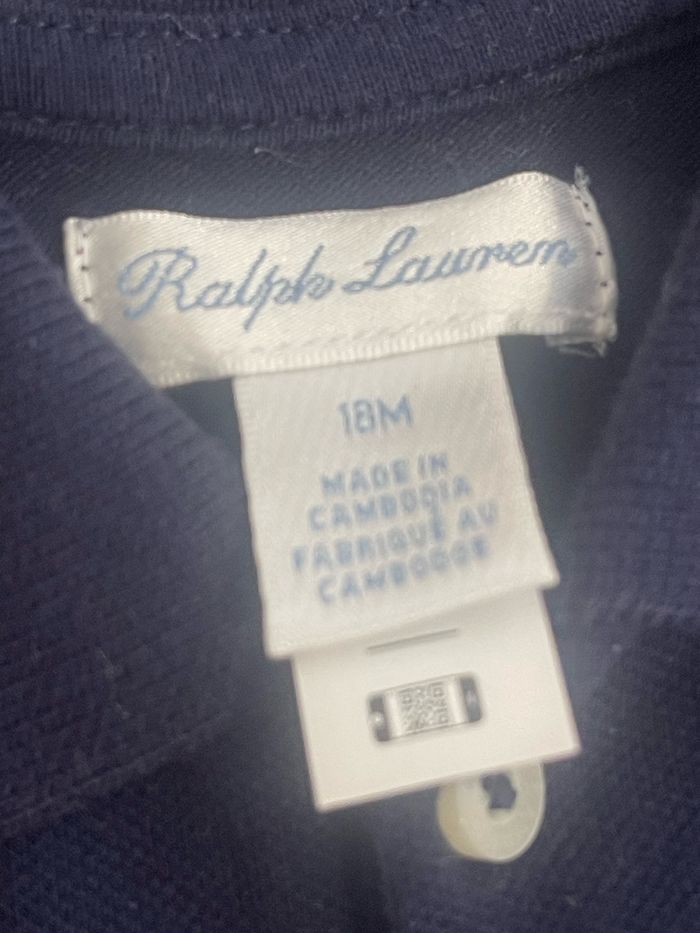 Ralph Lauren
18M
MADE IN
CAMBODIA
FABRIQUÉ AU
CAMBODGE